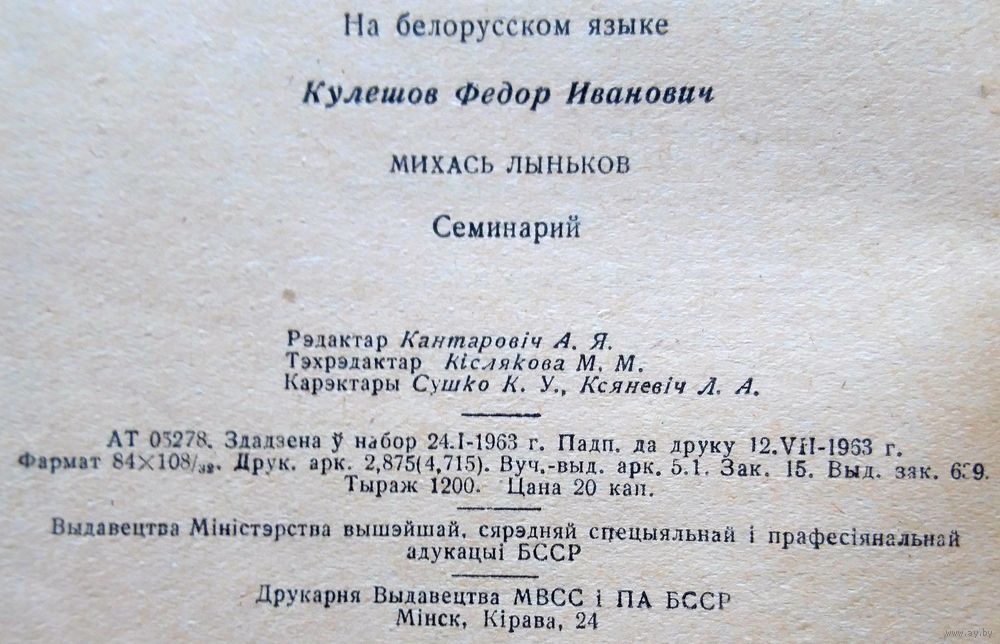 На белорусском языке
Кулешов Федор Иванович
МИХАСЬ ЛЫНЬКОВ
Семинарий
Рэдактар Кантаровіч А. Я.
Тэхрэдактар Кіслякова М. М.
Карэктары Сушко К. У., Ксяневіч Л. А.
АТ 05278. Здадзена ў набор 24.I-1963 г. Падп. да друку 12.VII-1963 г.
Фармат 84×108/₃₂. Друк. арк. 2,875(4,715). Вуч.-выд. арк. 5.1. Зак. 15. Выд. зак.
Тыраж 1200. Цана 20 кап.
Выдавецтва Міністэрства вышэйшай, сярэдняй спецыяльнай і прафесіянальнай
адукацыі БССР
Друкарня Выдавецтва МВСС і ПА БССР
Мінск, Кірава, 24
www.ay.by